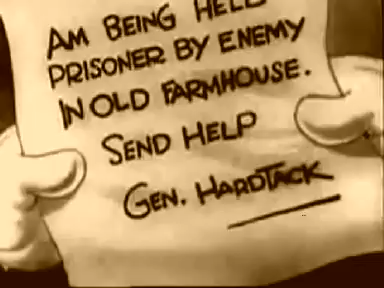 AM BEING HELD
PRISONER BY ENEMY
IN OLD FARMHOUSE.
SEND HELP
GEN. HARDTACK